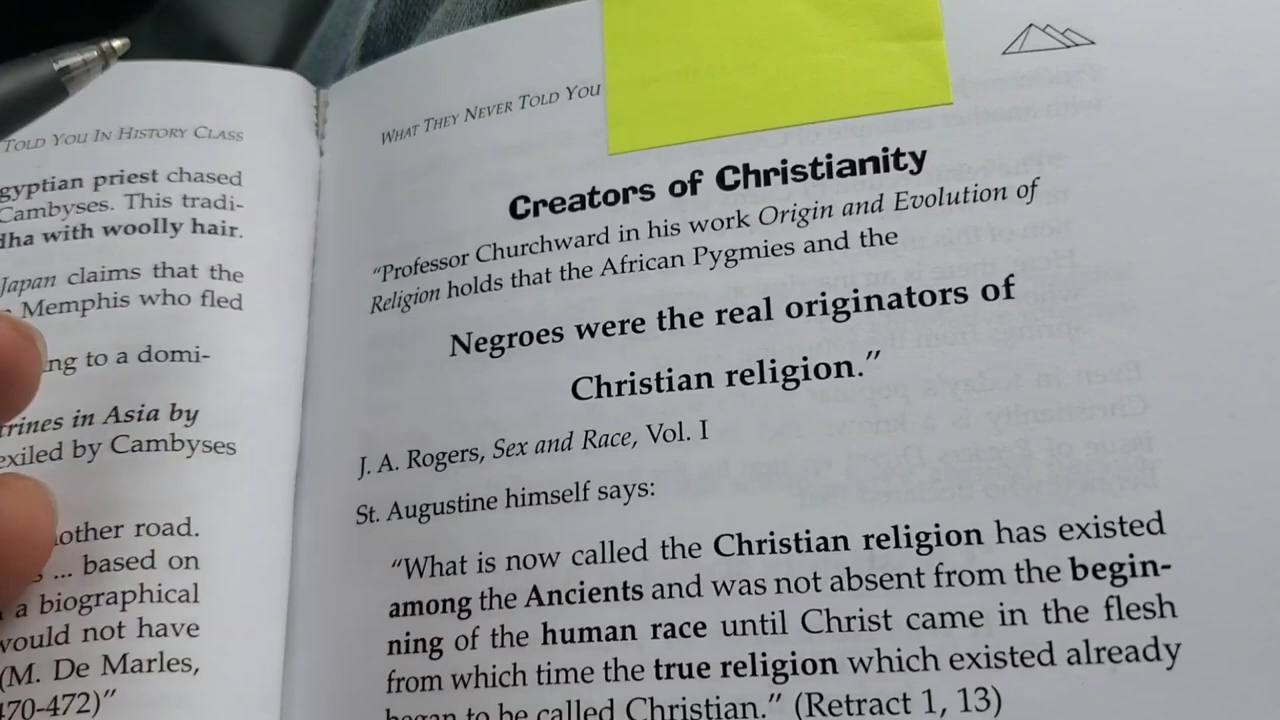 TOLD YOU IN HISTORY CLASS
gyptian priest chased
Cambyses. This tradi-
dha with woolly hair.
Japan claims that the
Memphis who fled
ng to a domi-
trines in Asia by
exiled by Cambyses
other road.
... based on
a biographical
would not have
(M. De Marles,
470-472)”
WHAT THEY NEVER TOLD YOU
Creators of Christianity
“Professor Churchward in his work Origin and Evolution of
Religion holds that the African Pygmies and the
Negroes were the real originators of
Christian religion.”
J. A. Rogers, Sex and Race, Vol. I
St. Augustine himself says:
“What is now called the Christian religion has existed
among the Ancients and was not absent from the begin-
ning of the human race until Christ came in the flesh
from which time the true religion which existed already
began to be called Christian.” (Retract 1, 13)